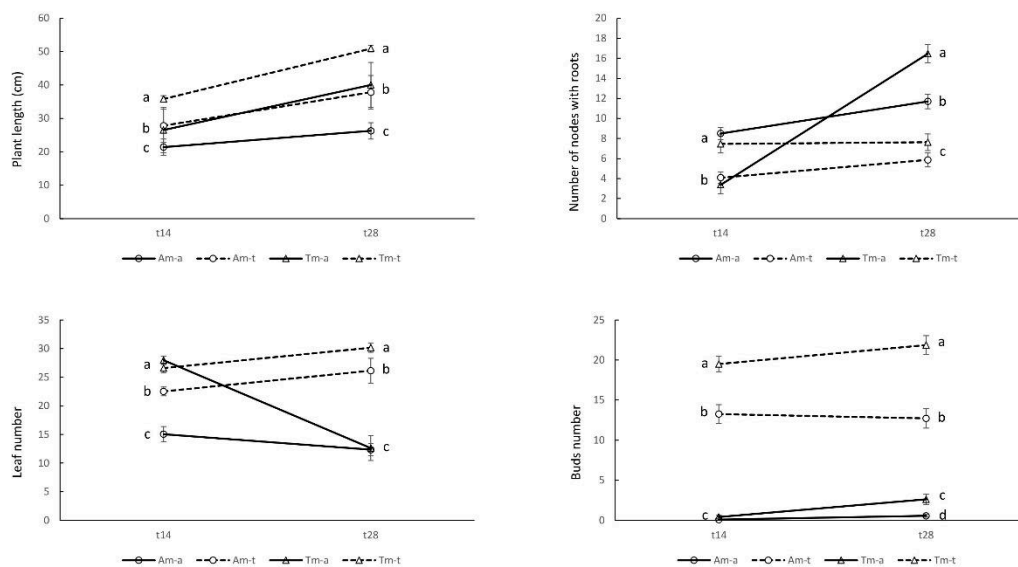 Plant length (cm)
60
50
40
30
20
10
0
a
b
c
a
b
c
t14
t28
Am-a Am-t Tm-a Tm-t
Number of nodes with roots
20
18
16
14
12
10
8
6
4
2
0
a
b
a
b
c
t14
t28
Am-a Am-t Tm-a Tm-t
Leaf number
35
30
25
20
15
10
5
0
a
b
c
a
b
c
t14
t28
Am-a Am-t Tm-a Tm-t
Buds number
25
20
15
10
5
0
a
b
c
a
b
c
d
t14
t28
Am-a Am-t Tm-a Tm-t